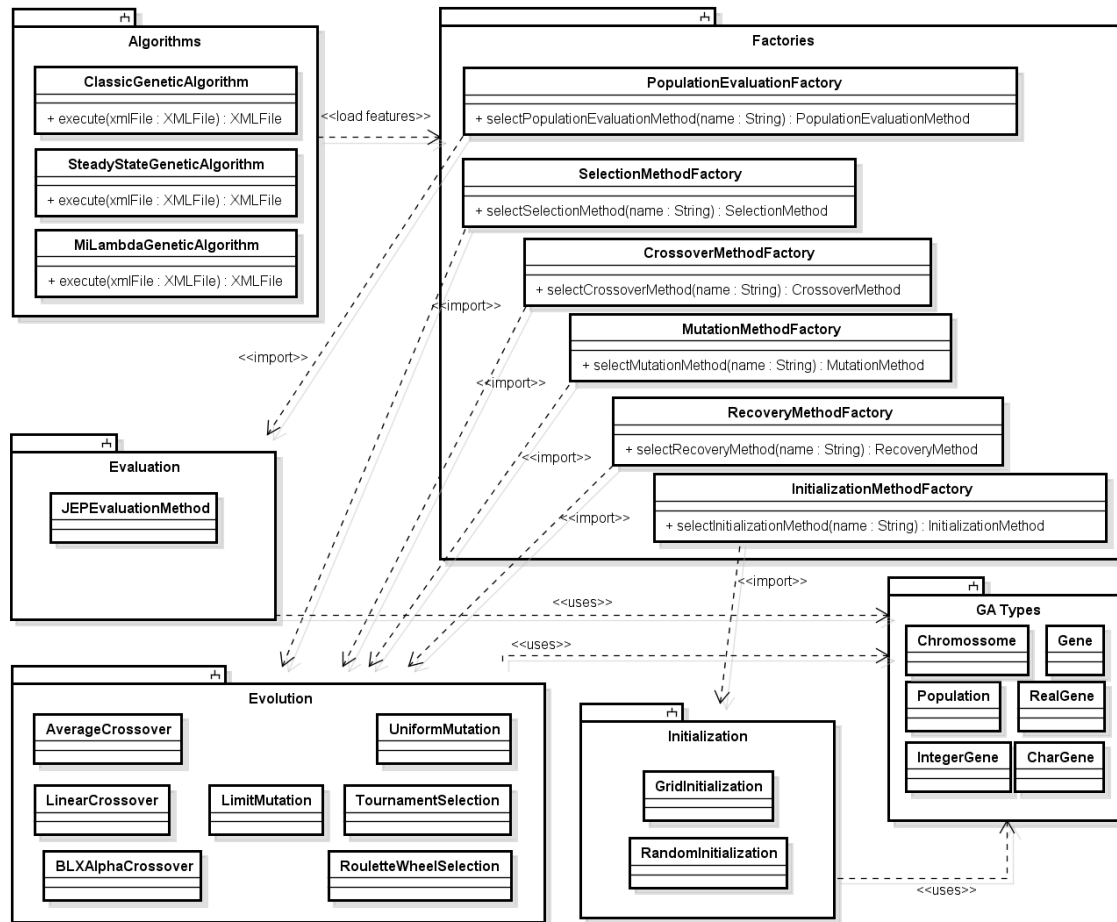 Algorithms
ClassicGeneticAlgorithm
+ execute(xmlFile : XMLFile) : XMLFile
SteadyStateGeneticAlgorithm
+ execute(xmlFile : XMLFile) : XMLFile
MiLambdaGeneticAlgorithm
+ execute(xmlFile : XMLFile) : XMLFile
<<load features>>
Factories
PopulationEvaluationFactory
+ selectPopulationEvaluationMethod(name : String) : PopulationEvaluationMethod
SelectionMethodFactory
+ selectSelectionMethod(name : String) : SelectionMethod
CrossoverMethodFactory
+ selectCrossoverMethod(name : String) : CrossoverMethod
MutationMethodFactory
+ selectMutationMethod(name : String) : MutationMethod
RecoveryMethodFactory
+ selectRecoveryMethod(name : String) : RecoveryMethod
InitializationMethodFactory
+ selectInitializationMethod(name : String) : InitializationMethod
<<import>>
<<import>>
<<import>>
<<import>>
<<import>>
<<import>>
Evaluation
JEPEvaluationMethod
<<uses>>
<<uses>>
GA Types
Chromossome
Gene
Population
RealGene
IntegerGene
CharGene
Evolution
AverageCrossover
UniformMutation
LinearCrossover
LimitMutation
TournamentSelection
BLXAlphaCrossover
RouletteWheelSelection
Initialization
GridInitialization
RandomInitialization
<<uses>>